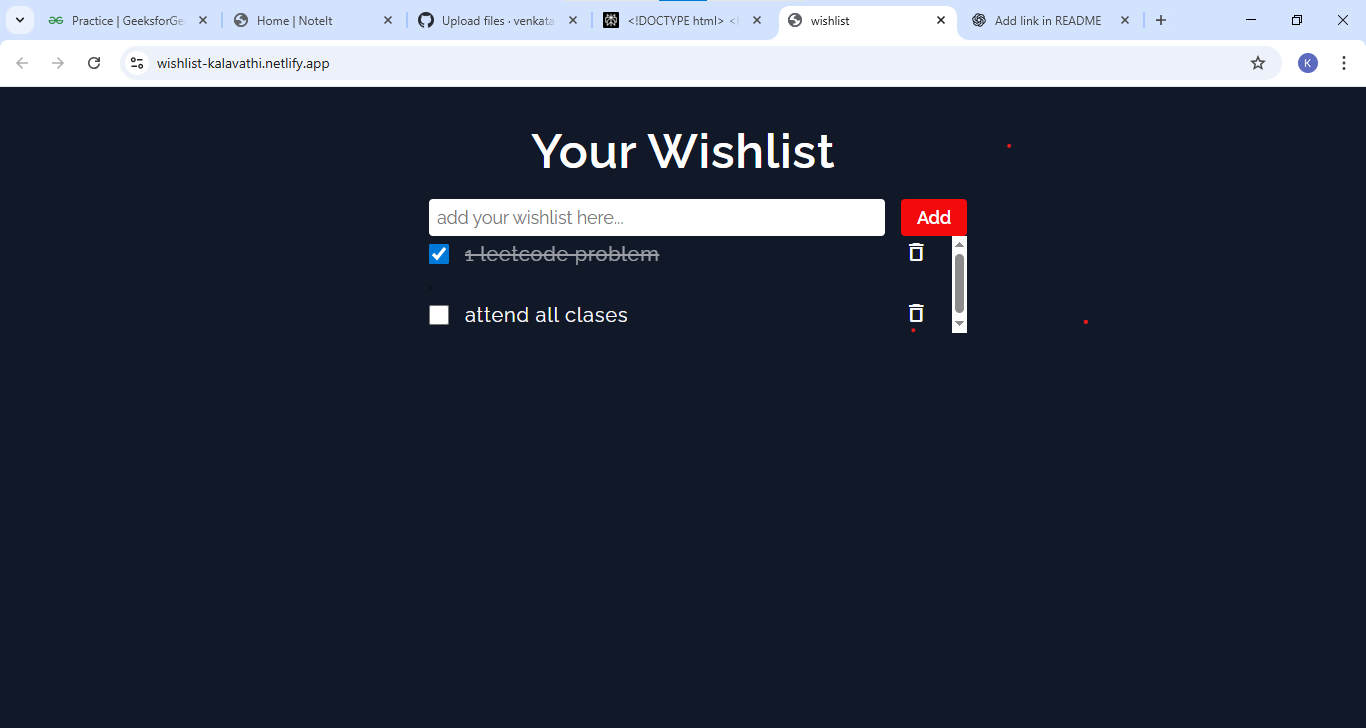 Practice | GeeksforGe
Home | NoteIt
Upload files · venkata
<!DOCTYPE html> <
wishlist
Add link in README
wishlist-kalavathi.netlify.app
K
Your Wishlist
add your wishlist here...
Add
1 leetcode problem
attend all clases